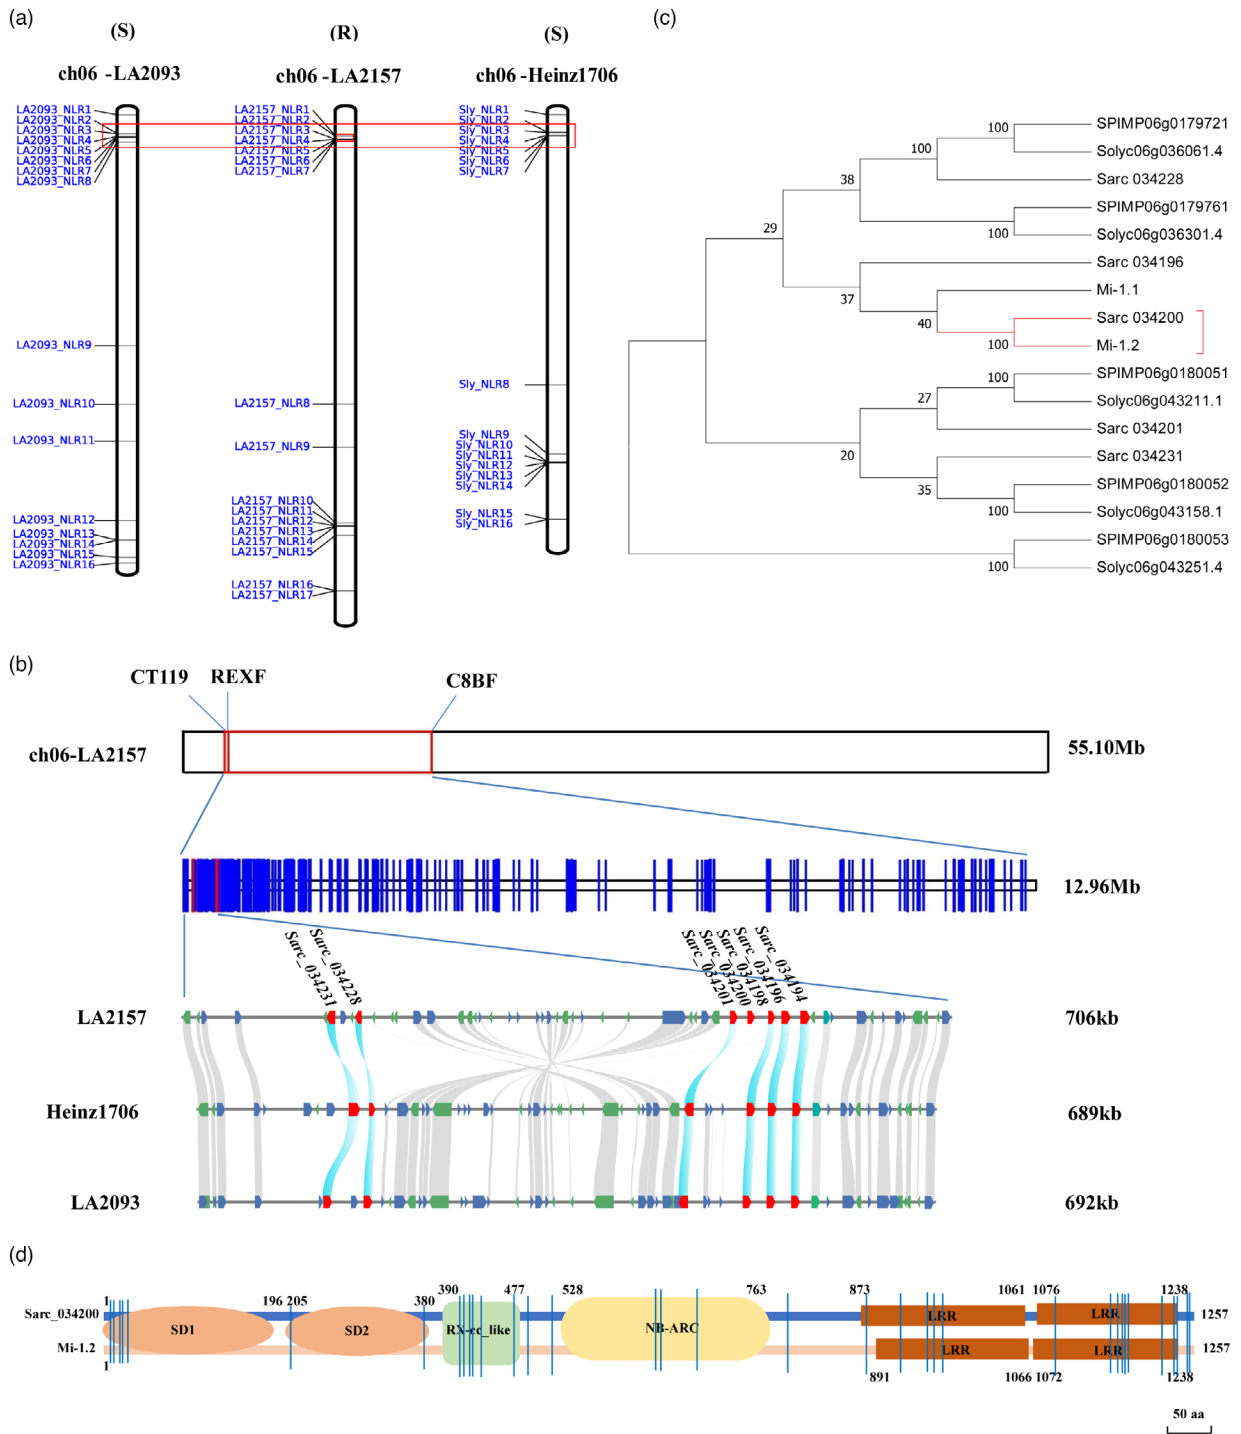 (a)
(S)
(R)
(S)
ch06 -LA2093
ch06 -LA2157
ch06 -Heinz1706
LA2093_NLR1
LA2093_NLR2
LA2093_NLR3
LA2093_NLR4
LA2093_NLR5
LA2093_NLR6
LA2093_NLR7
LA2093_NLR8
LA2093_NLR9
LA2093_NLR10
LA2093_NLR11
LA2093_NLR12
LA2093_NLR13
LA2093_NLR14
LA2093_NLR15
LA2093_NLR16
LA2157_NLR1
LA2157_NLR2
LA2157_NLR3
LA2157_NLR4
LA2157_NLR5
LA2157_NLR6
LA2157_NLR7
LA2157_NLR8
LA2157_NLR9
LA2157_NLR10
LA2157_NLR11
LA2157_NLR12
LA2157_NLR13
LA2157_NLR14
LA2157_NLR15
LA2157_NLR16
LA2157_NLR17
Sly_NLR1
Sly_NLR2
Sly_NLR3
Sly_NLR4
Sly_NLR5
Sly_NLR6
Sly_NLR7
Sly_NLR8
Sly_NLR9
Sly_NLR10
Sly_NLR11
Sly_NLR12
Sly_NLR13
Sly_NLR14
Sly_NLR15
Sly_NLR16
(c)
SPIMP06g0179721
Solyc06g036061.4
Sarc 034228
SPIMP06g0179761
Solyc06g036301.4
Sarc 034196
Mi-1.1
Sarc 034200
Mi-1.2
SPIMP06g0180051
Solyc06g043211.1
Sarc 034201
Sarc 034231
SPIMP06g0180052
Solyc06g043158.1
SPIMP06g0180053
Solyc06g043251.4
100
100
38
100
29
37
40
100
100
27
20
35
100
100
(b)
CT119
REXF
C8BF
ch06-LA2157
55.10Mb
12.96Mb
Sarc_034231
Sarc_034228
Sarc_034201
Sarc_034200
Sarc_034198
Sarc_034196
Sarc_034194
LA2157
706kb
Heinz1706
689kb
LA2093
692kb
(d)
1
196
205
380
390
477
528
763
873
1061
1076
1238
Sarc_034200
1257
SD1
SD2
RX-cc_like
NB-ARC
LRR
LRR
Mi-1.2
1257
LRR
LRR
1
891
1066
1072
1238
50 aa